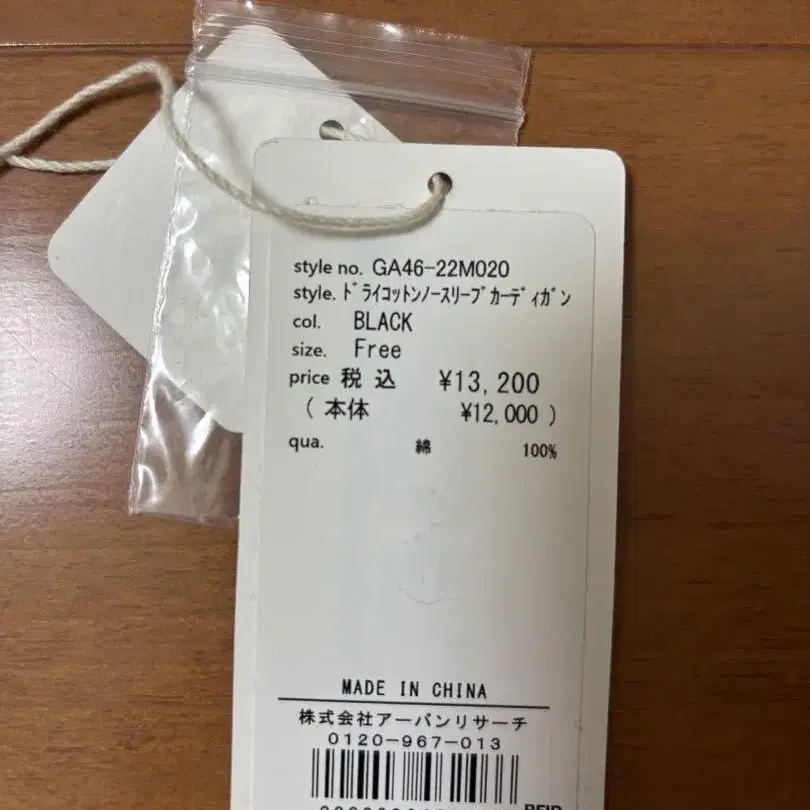 style no. GA46-22M020
style. ﾄﾞﾗｲｺｯﾄﾝﾉｰｽﾘｰﾌﾞｶｰﾃﾞｨｶﾞﾝ
col. BLACK
size. Free
price 税込 ¥13,200
( 本体 ¥12,000 )
qua. 綿 100%
MADE IN CHINA
株式会社アーバンリサーチ
0120-967-013